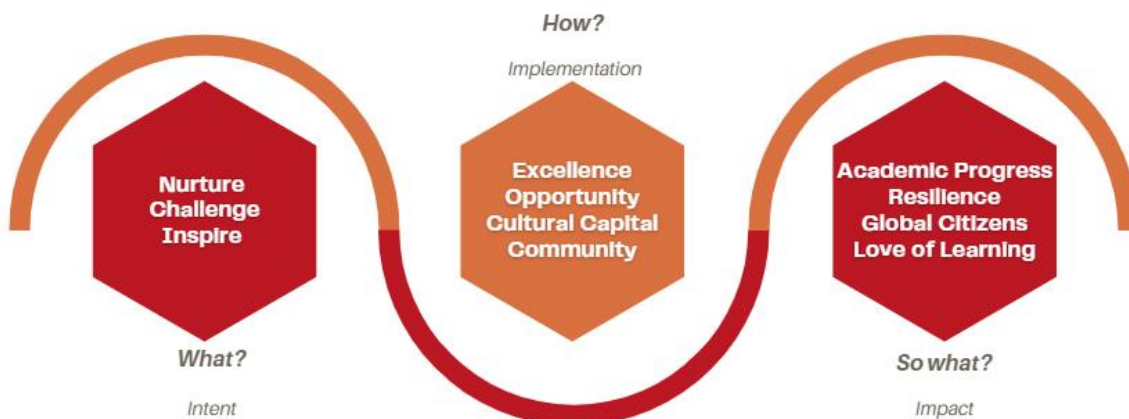 How?
Implementation
Nurture
Challenge
Inspire
Excellence
Opportunity
Cultural Capital
Community
Academic Progress
Resilience
Global Citizens
Love of Learning
What?
Intent
So what?
Impact